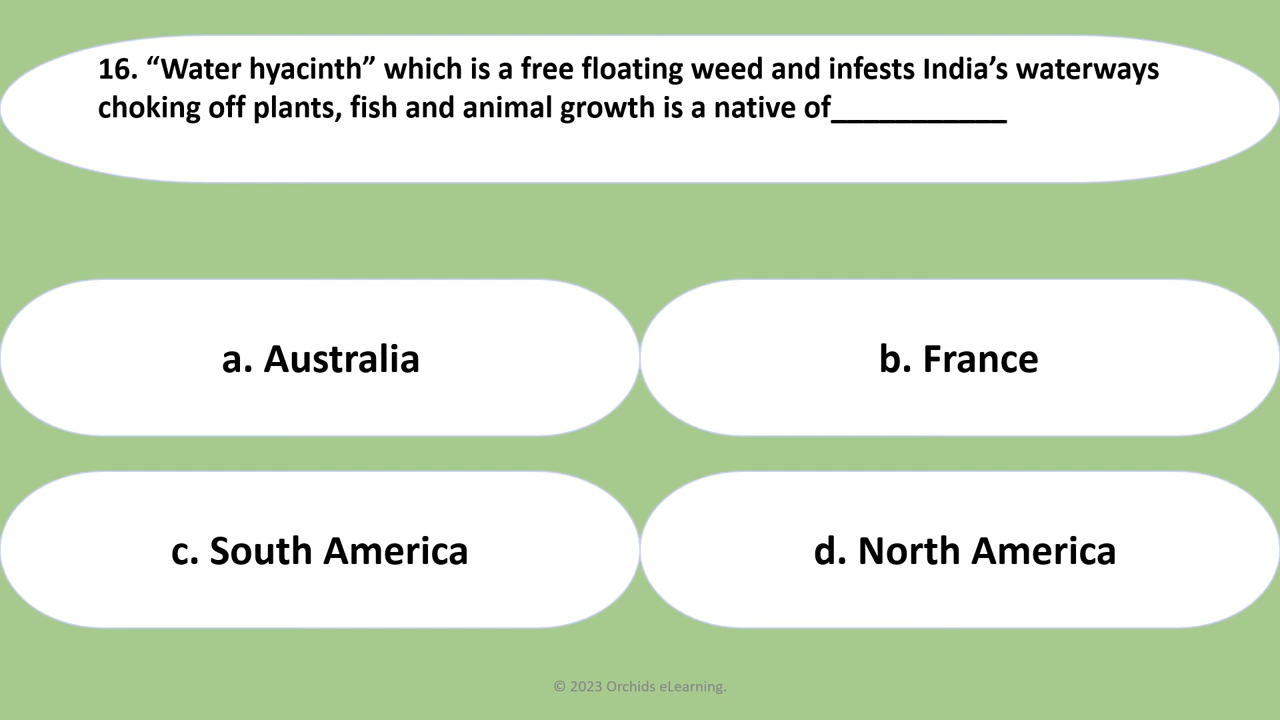 16. “Water hyacinth” which is a free floating weed and infests India’s waterways
choking off plants, fish and animal growth is a native of___________
a. Australia
b. France
c. South America
d. North America
© 2023 Orchids eLearning.